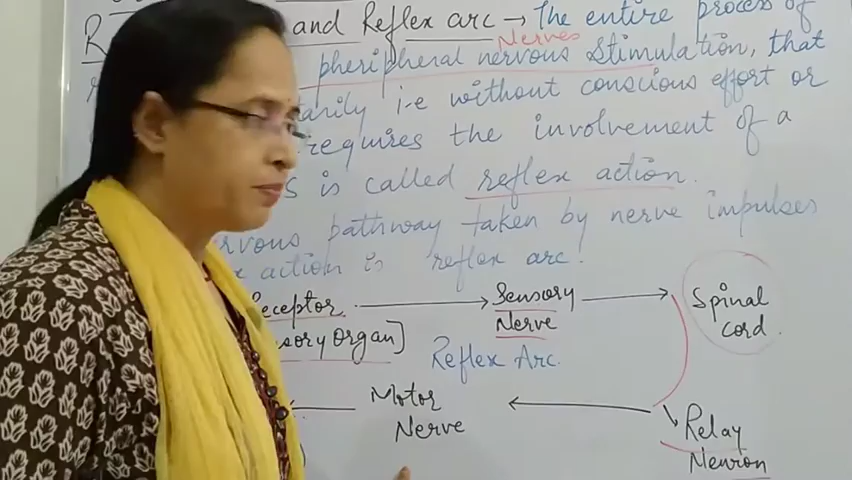 and Reflex arc → The entire process of
pheripheral nervous stimulation, that
Nerves
i-e without conscious effort or
requires the involvement of a
is called reflex action.
pathway taken by nerve impulses
action is reflex arc.
Receptor → Sensory Nerve → Spinal cord.
Organ]
Reflex Arc.
Motor Nerve ← Relay Neuron